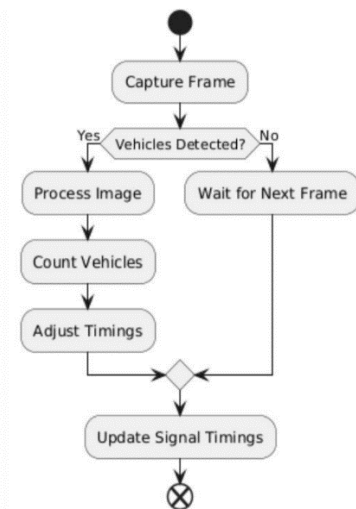 Capture Frame
Yes
Vehicles Detected?
No
Process Image
Wait for Next Frame
Count Vehicles
Adjust Timings
Update Signal Timings